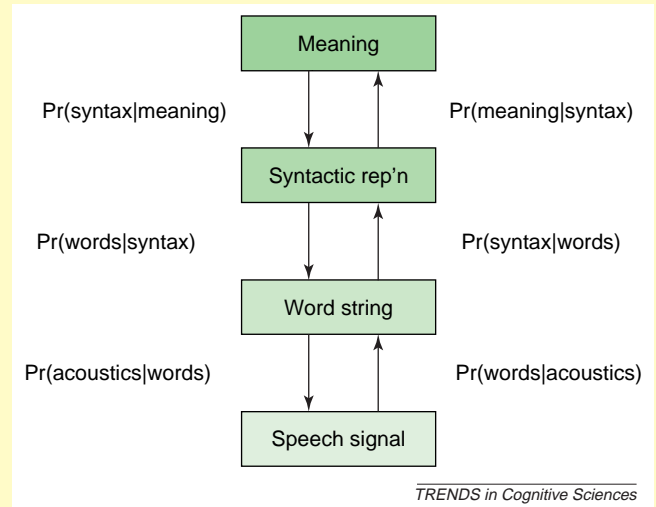 Meaning
Pr(syntax|meaning)
Pr(meaning|syntax)
Syntactic rep'n
Pr(words|syntax)
Pr(syntax|words)
Word string
Pr(acoustics|words)
Pr(words|acoustics)
Speech signal
TRENDS in Cognitive Sciences